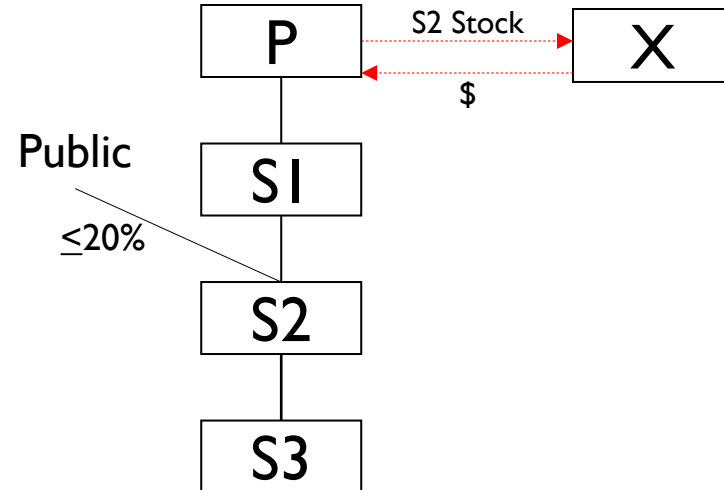 P
S2 Stock
X
$
Public
S1
≤20%
S2
S3